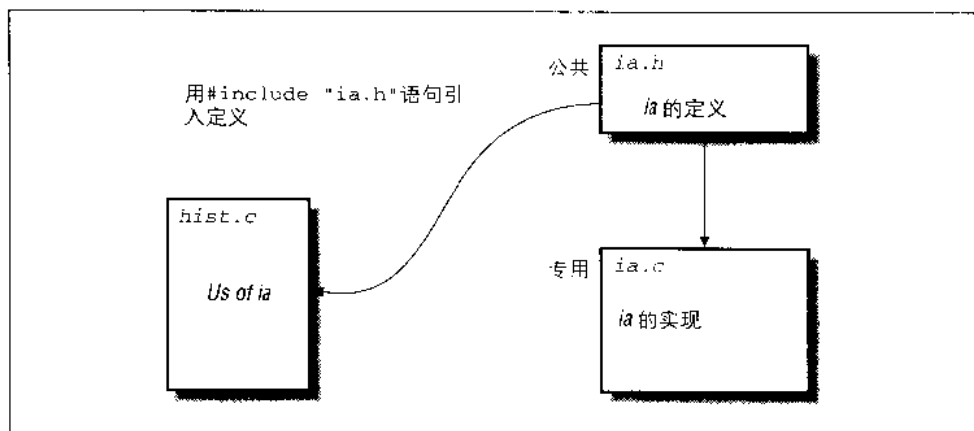 用#include "ia.h"语句引
入定义
公共
ia.h
ia 的定义
hist.c
Us of ia
专用
ia.c
ia 的实现